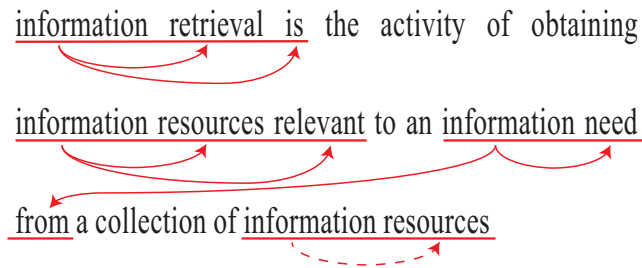 information retrieval is the activity of obtaining
information resources relevant to an information need
from a collection of information resources